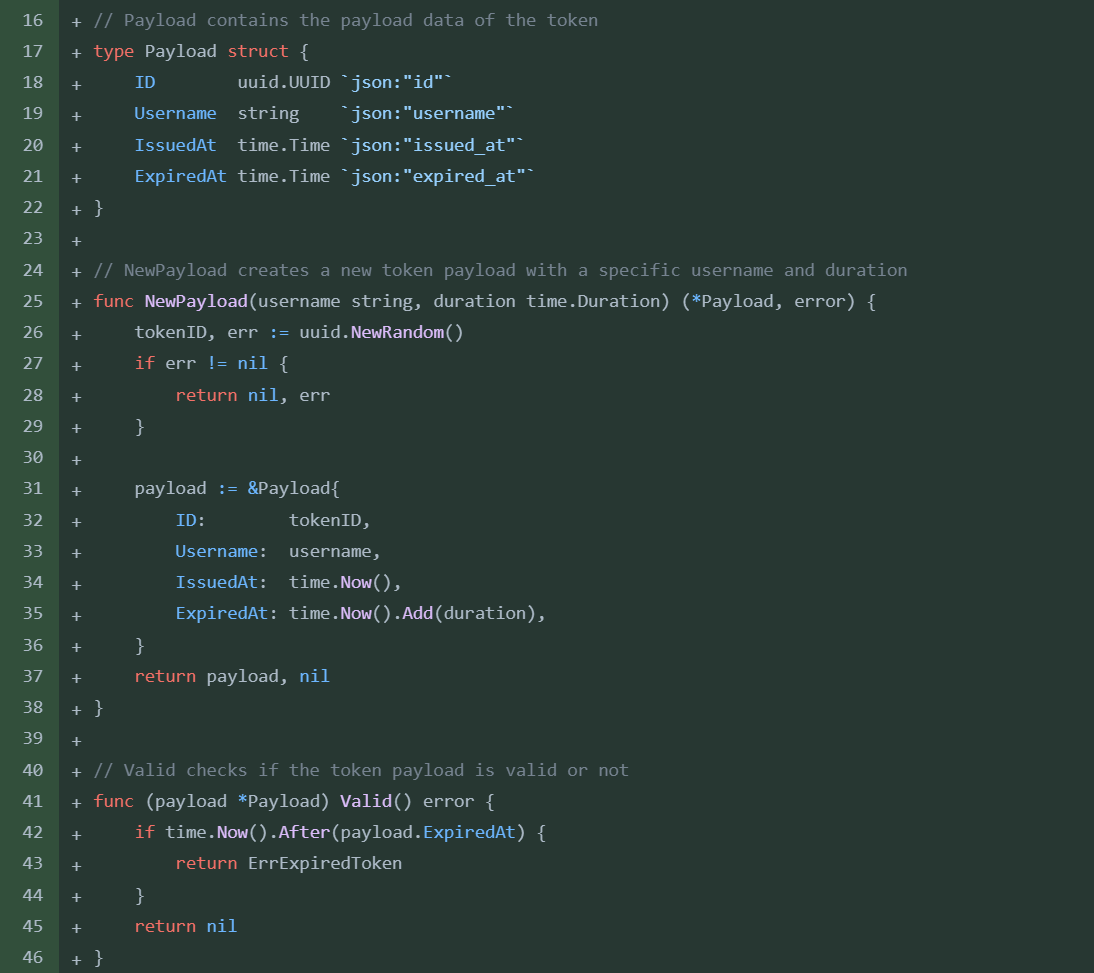 16 + // Payload contains the payload data of the token
17 + type Payload struct {
18 +     ID        uuid.UUID `json:"id"`
19 +     Username  string    `json:"username"`
20 +     IssuedAt  time.Time `json:"issued_at"`
21 +     ExpiredAt time.Time `json:"expired_at"`
22 + }
23 +
24 + // NewPayload creates a new token payload with a specific username and duration
25 + func NewPayload(username string, duration time.Duration) (*Payload, error) {
26 +     tokenID, err := uuid.NewRandom()
27 +     if err != nil {
28 +         return nil, err
29 +     }
30 +
31 +     payload := &Payload{
32 +         ID:        tokenID,
33 +         Username:  username,
34 +         IssuedAt:  time.Now(),
35 +         ExpiredAt: time.Now().Add(duration),
36 +     }
37 +     return payload, nil
38 + }
39 +
40 + // Valid checks if the token payload is valid or not
41 + func (payload *Payload) Valid() error {
42 +     if time.Now().After(payload.ExpiredAt) {
43 +         return ErrExpiredToken
44 +     }
45 +     return nil
46 + }